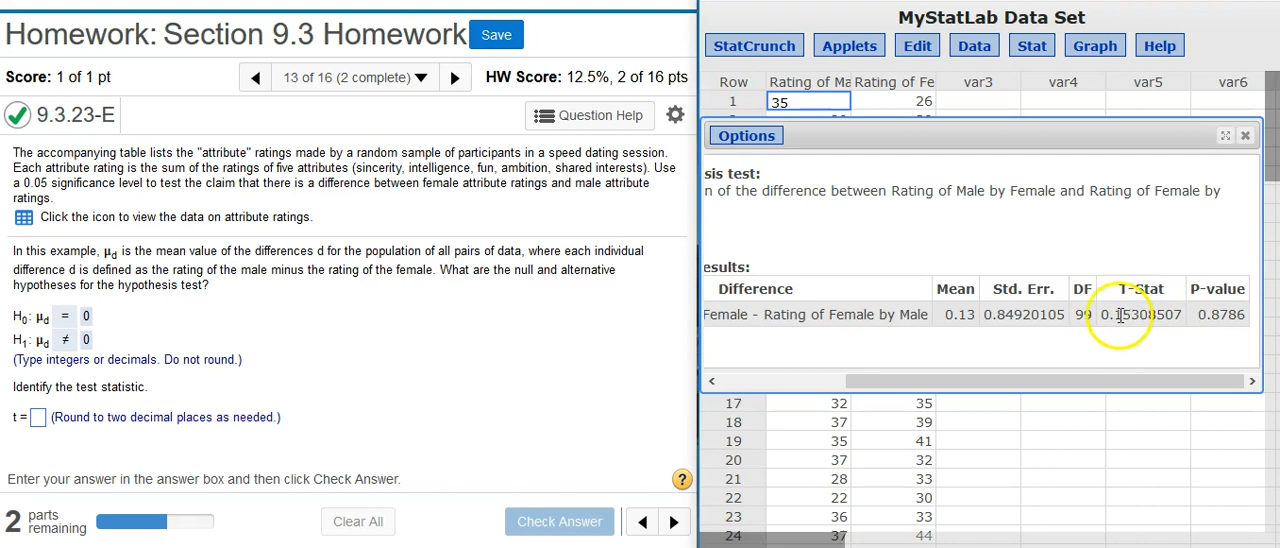 Homework: Section 9.3 Homework Save
Score: 1 of 1 pt 13 of 16 (2 complete) HW Score: 12.5%, 2 of 16 pts
9.3.23-E Question Help
The accompanying table lists the "attribute" ratings made by a random sample of participants in a speed dating session.
Each attribute rating is the sum of the ratings of five attributes (sincerity, intelligence, fun, ambition, shared interests). Use
a 0.05 significance level to test the claim that there is a difference between female attribute ratings and male attribute
ratings.
Click the icon to view the data on attribute ratings.
In this example, μd is the mean value of the differences d for the population of all pairs of data, where each individual
difference d is defined as the rating of the male minus the rating of the female. What are the null and alternative
hypotheses for the hypothesis test?
H0: μd = 0
H1: μd ≠ 0
(Type integers or decimals. Do not round.)
Identify the test statistic.
t = (Round to two decimal places as needed.)
Enter your answer in the answer box and then click Check Answer.
?
2 parts
remaining
Clear All
Check Answer
MyStatLab Data Set
StatCrunch Applets Edit Data Stat Graph Help
Row Rating of Ma Rating of Fe var3 var4 var5 var6
1 35 26
Options
sis test:
n of the difference between Rating of Male by Female and Rating of Female by
esults:
Difference Mean Std. Err. DF T-Stat P-value
Female - Rating of Female by Male 0.13 0.84920105 99 0.15308507 0.8786
17 32 35
18 37 39
19 35 41
20 37 32
21 28 33
22 22 30
23 36 33
24 37 44